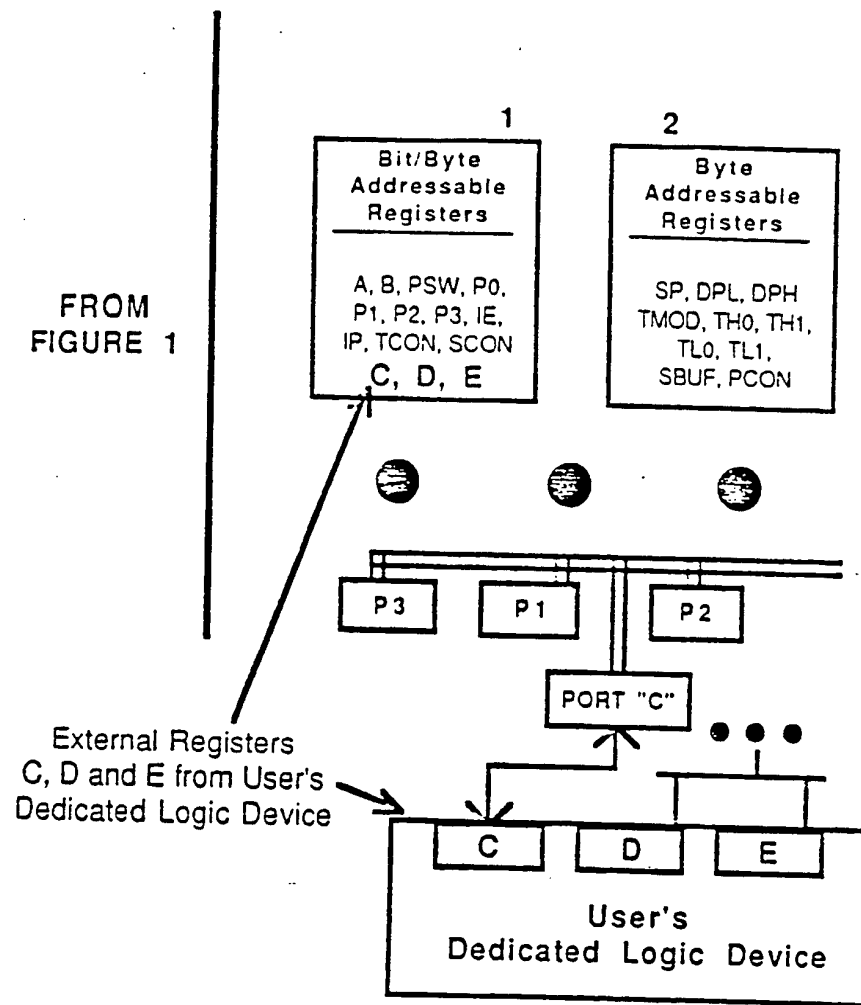 1
Bit/Byte
Addressable
Registers
A, B, PSW, P0,
P1, P2, P3, IE,
IP, TCON, SCON
C, D, E
2
Byte
Addressable
Registers
SP, DPL, DPH
TMOD, TH0, TH1,
TL0, TL1,
SBUF, PCON
FROM
FIGURE 1
P3
P1
P2
PORT "C"
External Registers
C, D and E from User's
Dedicated Logic Device
C
D
E
User's
Dedicated Logic Device